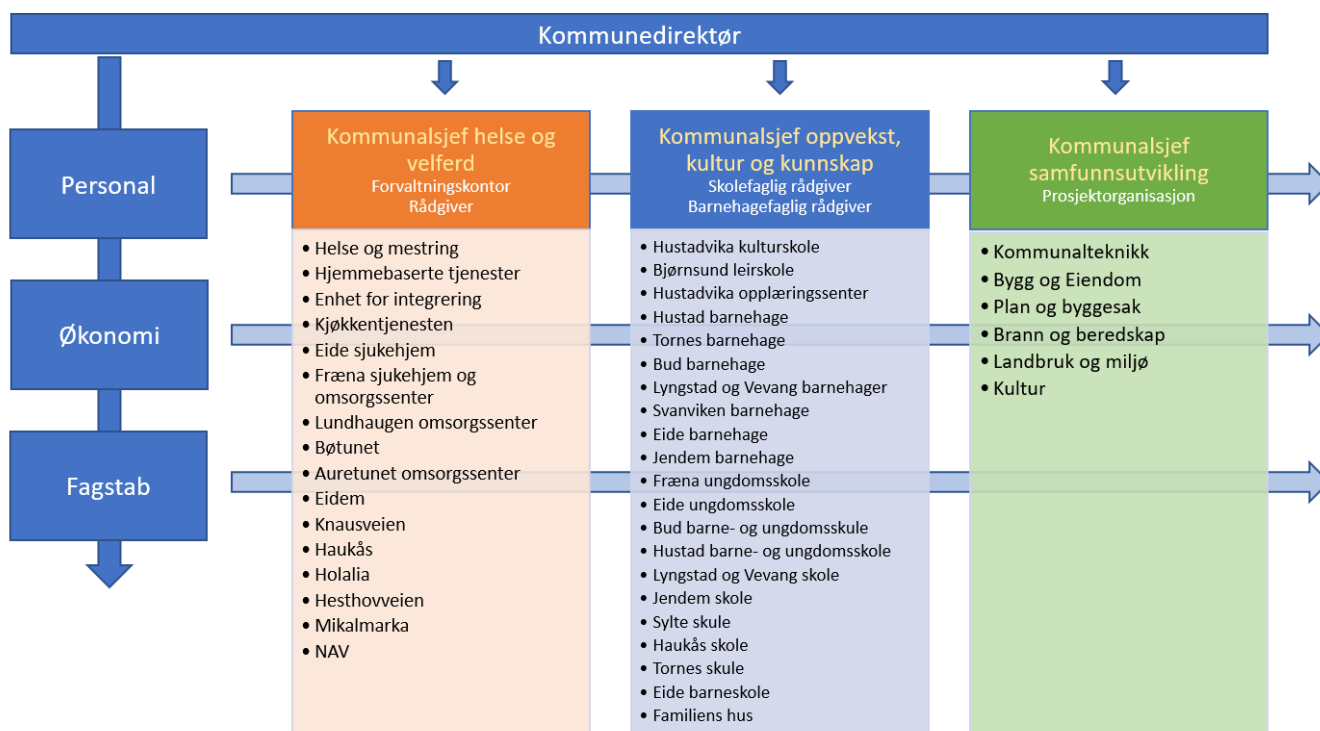 Kommunedirektør
Personal
Økonomi
Fagstab
Kommunalsjef helse og
velferd
Forvaltningskontor
Rådgiver
• Helse og mestring
• Hjemmebaserte tjenester
• Enhet for integrering
• Kjøkkentjenesten
• Eide sjukehjem
• Fræna sjukehjem og
omsorgssenter
• Lundhaugen omsorgssenter
• Bøtunet
• Auretunet omsorgssenter
• Eidem
• Knausveien
• Haukås
• Holalia
• Hesthovveien
• Mikalmarka
• NAV
Kommunalsjef oppvekst,
kultur og kunnskap
Skolefaglig rådgiver
Barnehagefaglig rådgiver
• Hustadvika kulturskole
• Bjørnsund leirskole
• Hustadvika opplæringssenter
• Hustad barnehage
• Tornes barnehage
• Bud barnehage
• Lyngstad og Vevang barnehager
• Svanviken barnehage
• Eide barnehage
• Jendem barnehage
• Fræna ungdomsskole
• Eide ungdomsskole
• Bud barne- og ungdomsskule
• Hustad barne- og ungdomsskole
• Lyngstad og Vevang skole
• Jendem skole
• Sylte skule
• Haukås skole
• Tornes skule
• Eide barneskole
• Familiens hus
Kommunalsjef
samfunnsutvikling
Prosjektorganisasjon
• Kommunalteknikk
• Bygg og Eiendom
• Plan og byggesak
• Brann og beredskap
• Landbruk og miljø
• Kultur